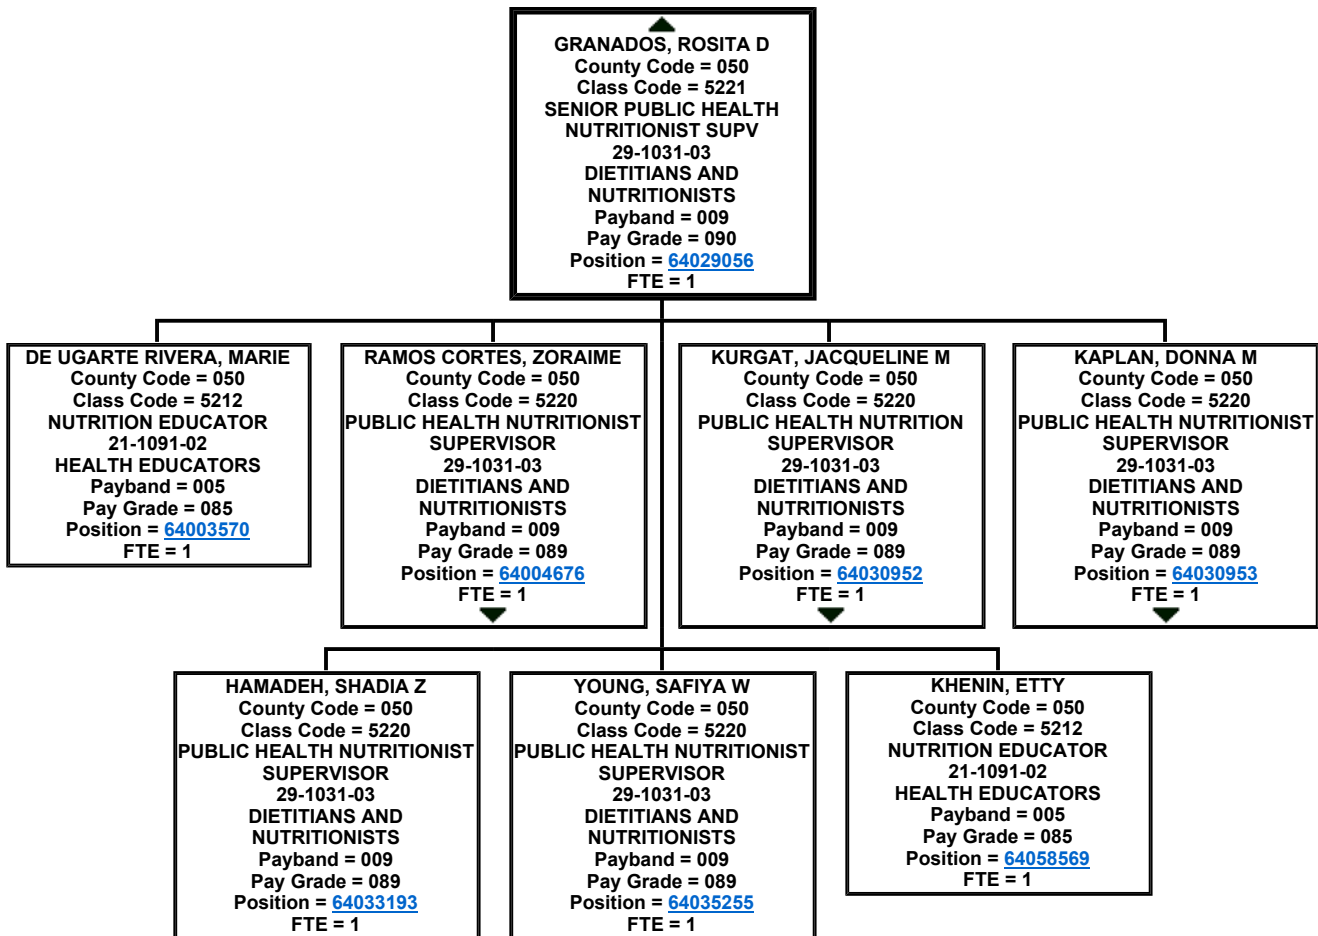 GRANADOS, ROSITA D
County Code = 050
Class Code = 5221
SENIOR PUBLIC HEALTH
NUTRITIONIST SUPV
29-1031-03
DIETITIANS AND
NUTRITIONISTS
Payband = 009
Pay Grade = 090
Position = 64029056
FTE = 1
DE UGARTE RIVERA, MARIE
County Code = 050
Class Code = 5212
NUTRITION EDUCATOR
21-1091-02
HEALTH EDUCATORS
Payband = 005
Pay Grade = 085
Position = 64003570
FTE = 1
RAMOS CORTES, ZORAIME
County Code = 050
Class Code = 5220
PUBLIC HEALTH NUTRITIONIST
SUPERVISOR
29-1031-03
DIETITIANS AND
NUTRITIONISTS
Payband = 009
Pay Grade = 089
Position = 64004676
FTE = 1
KURGAT, JACQUELINE M
County Code = 050
Class Code = 5220
PUBLIC HEALTH NUTRITION
SUPERVISOR
29-1031-03
DIETITIANS AND
NUTRITIONISTS
Payband = 009
Pay Grade = 089
Position = 64030952
FTE = 1
KAPLAN, DONNA M
County Code = 050
Class Code = 5220
PUBLIC HEALTH NUTRITIONIST
SUPERVISOR
29-1031-03
DIETITIANS AND
NUTRITIONISTS
Payband = 009
Pay Grade = 089
Position = 64030953
FTE = 1
HAMADEH, SHADIA Z
County Code = 050
Class Code = 5220
PUBLIC HEALTH NUTRITIONIST
SUPERVISOR
29-1031-03
DIETITIANS AND
NUTRITIONISTS
Payband = 009
Pay Grade = 089
Position = 64033193
FTE = 1
YOUNG, SAFIYA W
County Code = 050
Class Code = 5220
PUBLIC HEALTH NUTRITIONIST
SUPERVISOR
29-1031-03
DIETITIANS AND
NUTRITIONISTS
Payband = 009
Pay Grade = 089
Position = 64035255
FTE = 1
KHENIN, ETTY
County Code = 050
Class Code = 5212
NUTRITION EDUCATOR
21-1091-02
HEALTH EDUCATORS
Payband = 005
Pay Grade = 085
Position = 64058569
FTE = 1